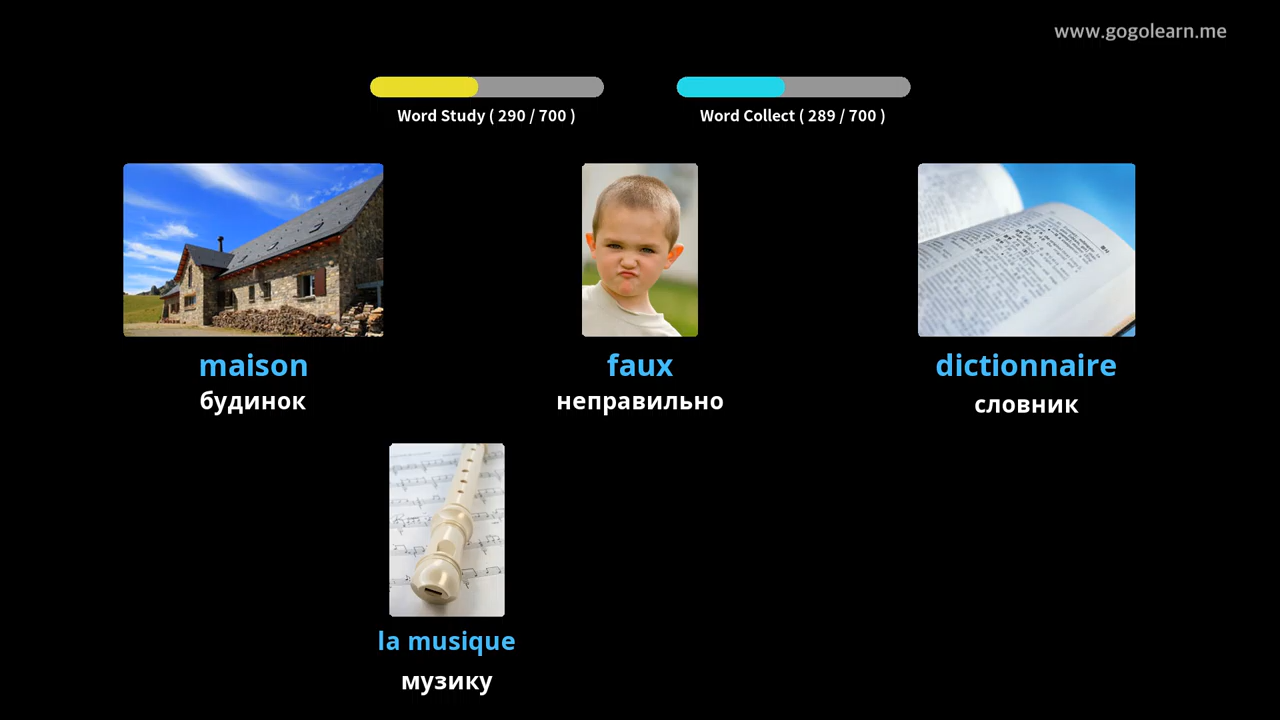 www.gogolearn.me
Word Study ( 290 / 700 )
Word Collect ( 289 / 700 )
maison
будинок
faux
неправильно
dictionnaire
словник
la musique
музику